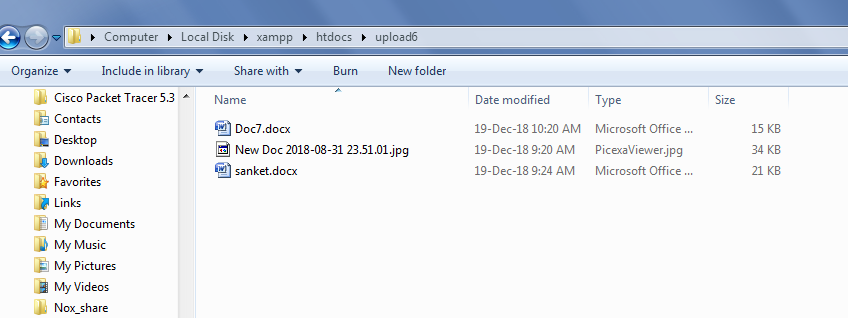 Computer Local Disk xampp htdocs upload6
Organize Include in library Share with Burn New folder
Name Date modified Type Size
Cisco Packet Tracer 5.3
Contacts
Desktop
Downloads
Favorites
Links
My Documents
My Music
My Pictures
My Videos
Nox_share
Doc7.docx 19-Dec-18 10:20 AM Microsoft Office ... 15 KB
New Doc 2018-08-31 23.51.01.jpg 19-Dec-18 9:20 AM PicexaViewer.jpg 34 KB
sanket.docx 19-Dec-18 9:24 AM Microsoft Office ... 21 KB